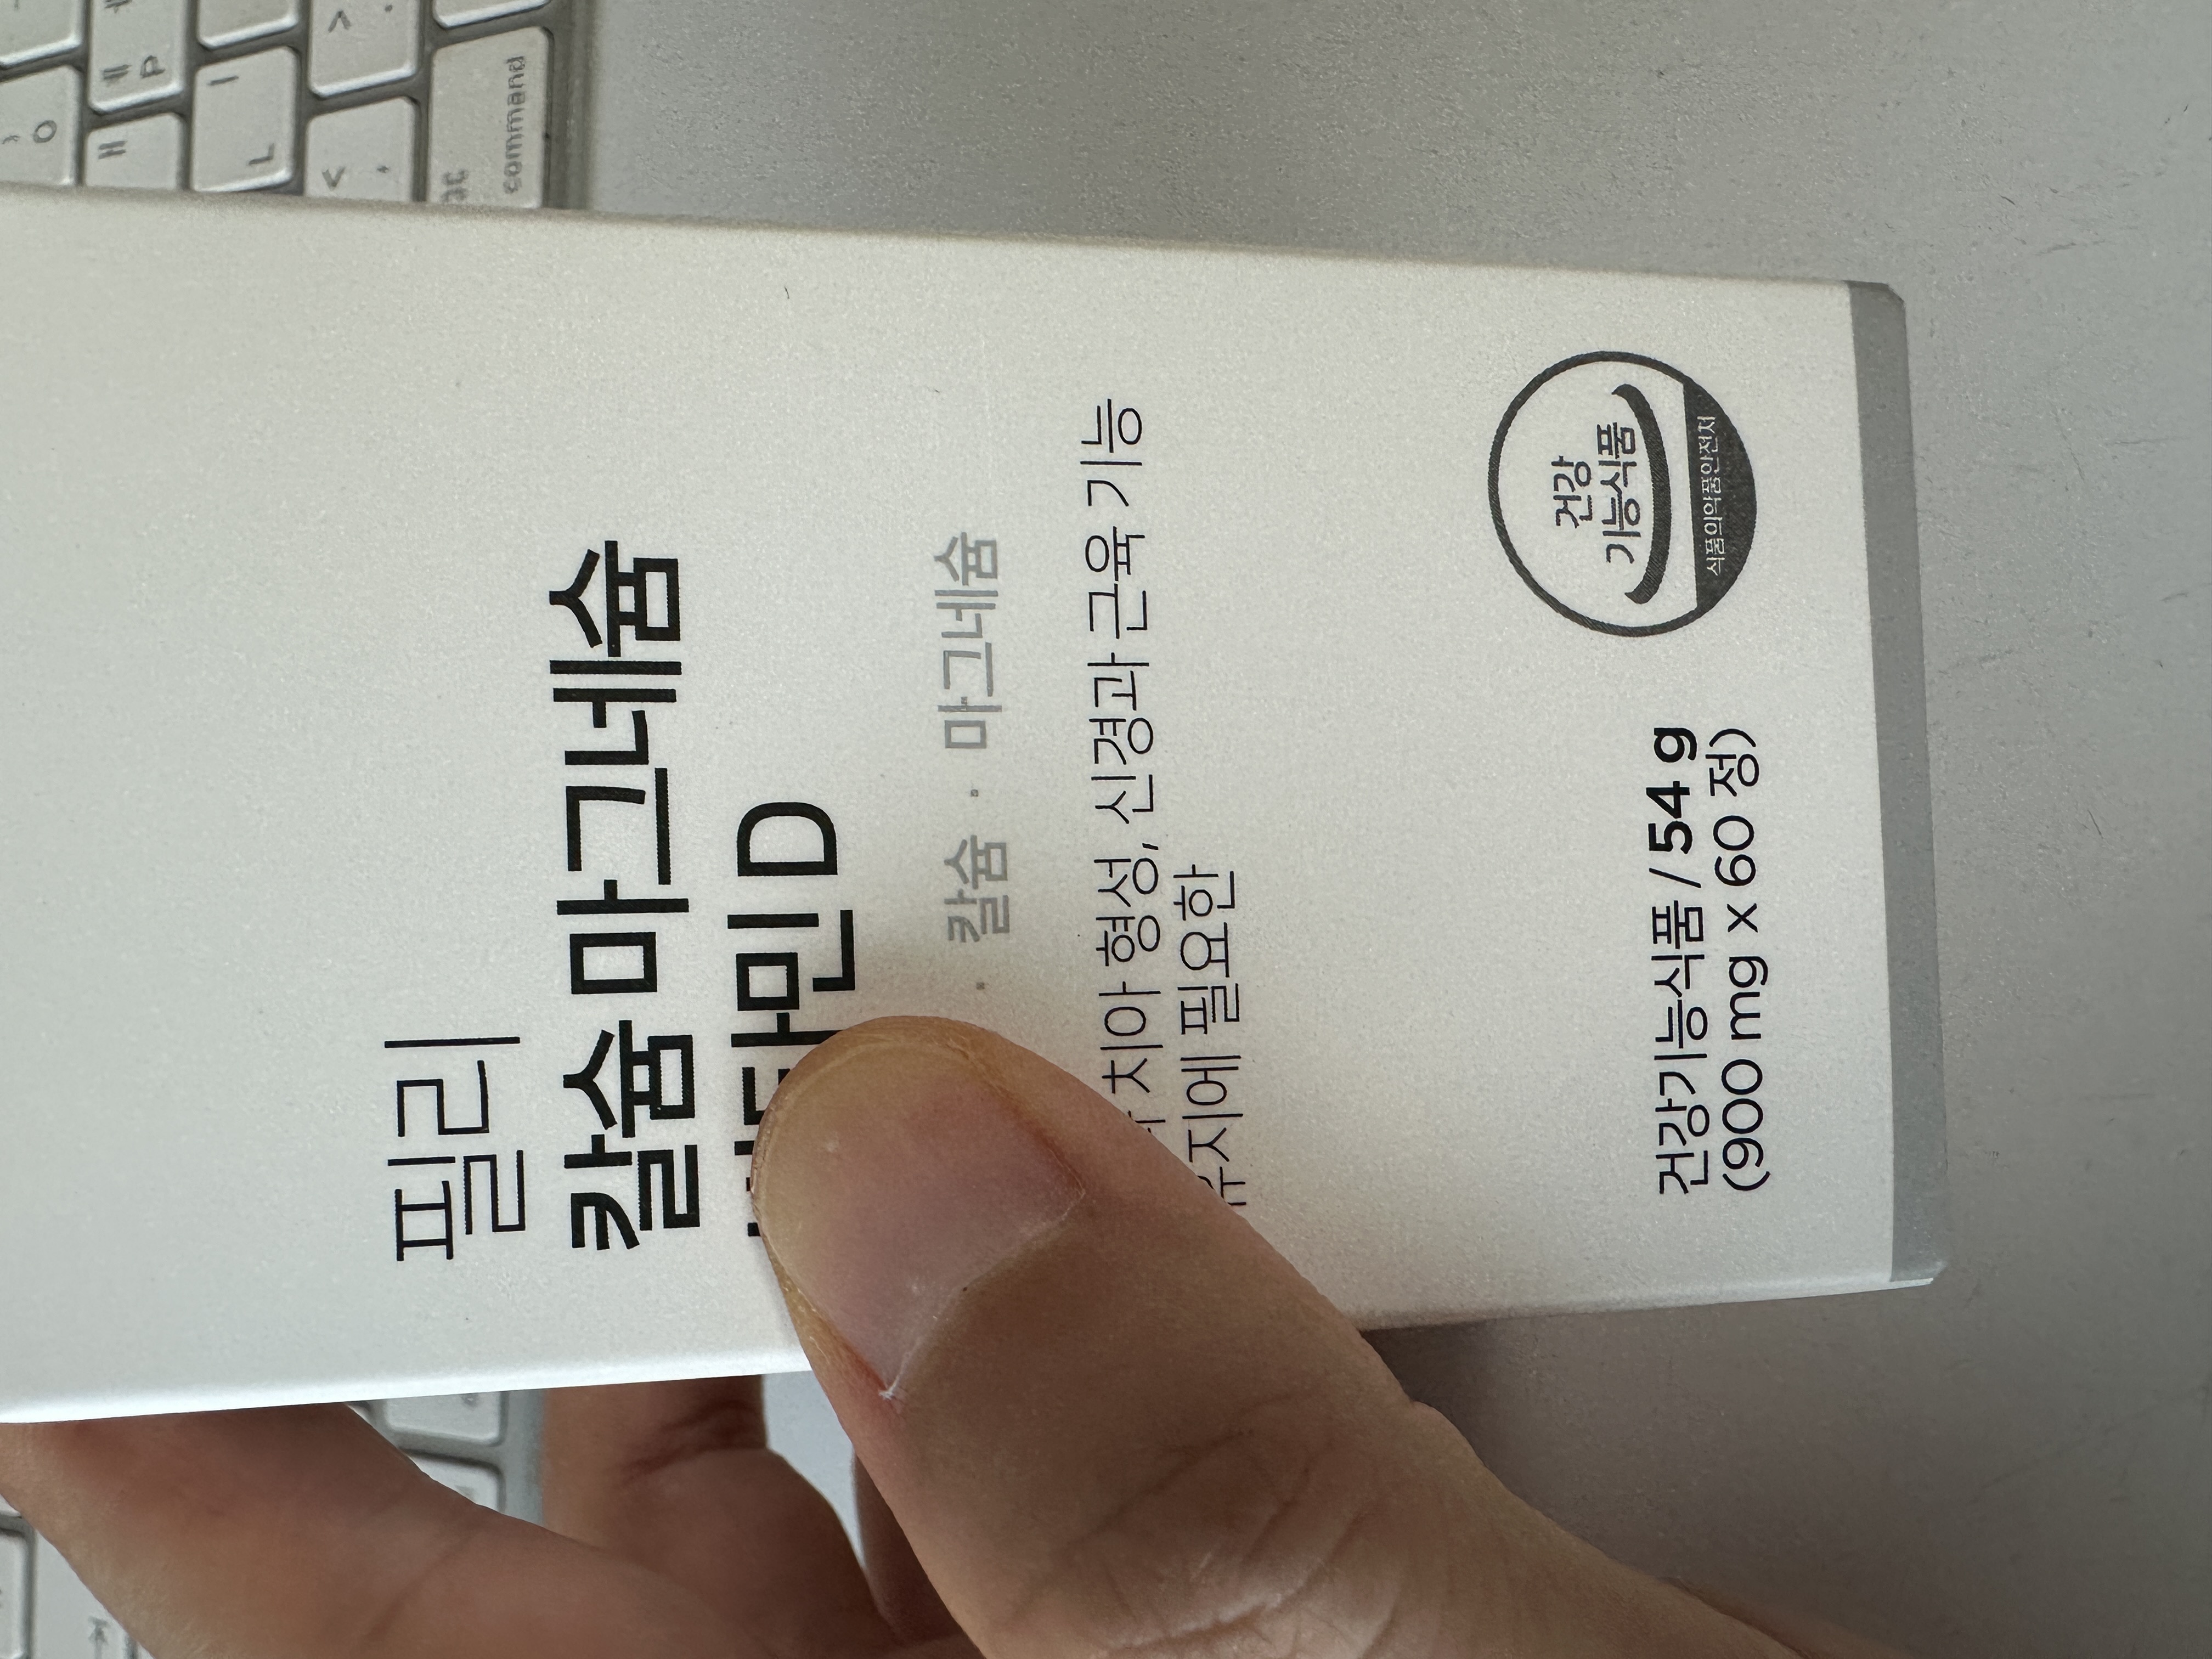 필리
칼슘 마그네슘
D
· 칼슘 · 마그네슘
치아 형성, 신경과 근육 기능
필요한
건강기능식품 / 54 g
(900 mg x 60 정)
건강
기능식품
식품의약품안전처
command
P
O
L
H
ㅐ
ㅔ
ㅣ
>
.
<
,